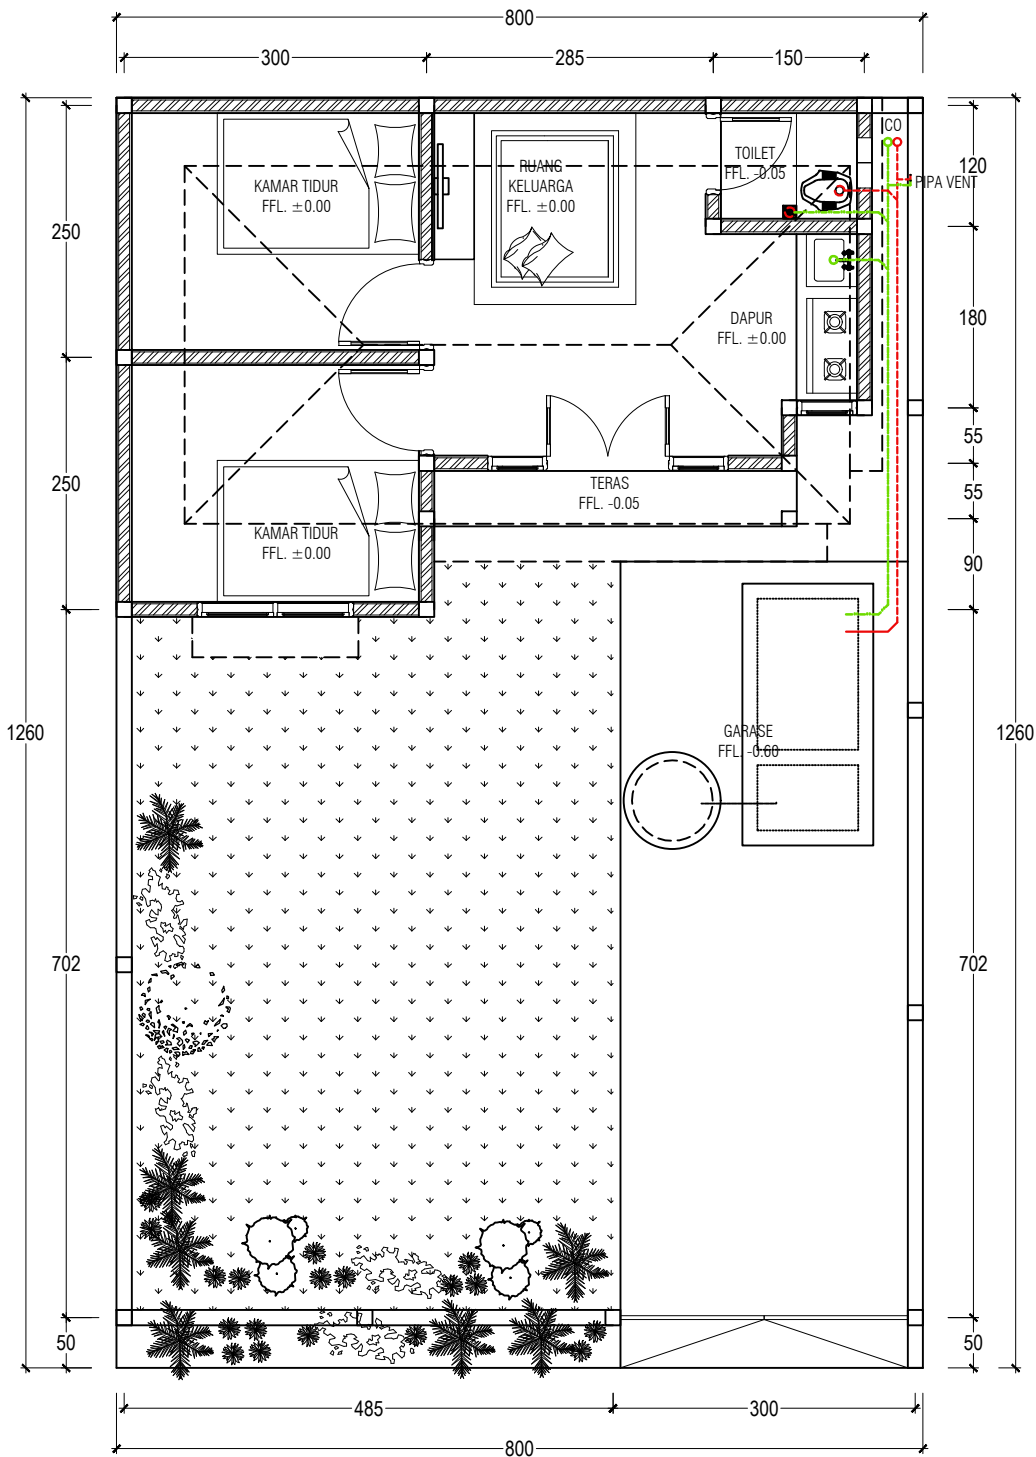 800
300
285
150
CO
TOILET
FFL. -0.05
120
PIPA VENT
RUANG
KELUARGA
FFL. ±0.00
KAMAR TIDUR
FFL. ±0.00
250
DAPUR
FFL. ±0.00
180
55
TERAS
FFL. -0.05
55
250
KAMAR TIDUR
FFL. ±0.00
90
1260
GARASE
FFL. -0.60
1260
702
702
50
50
485
300
800